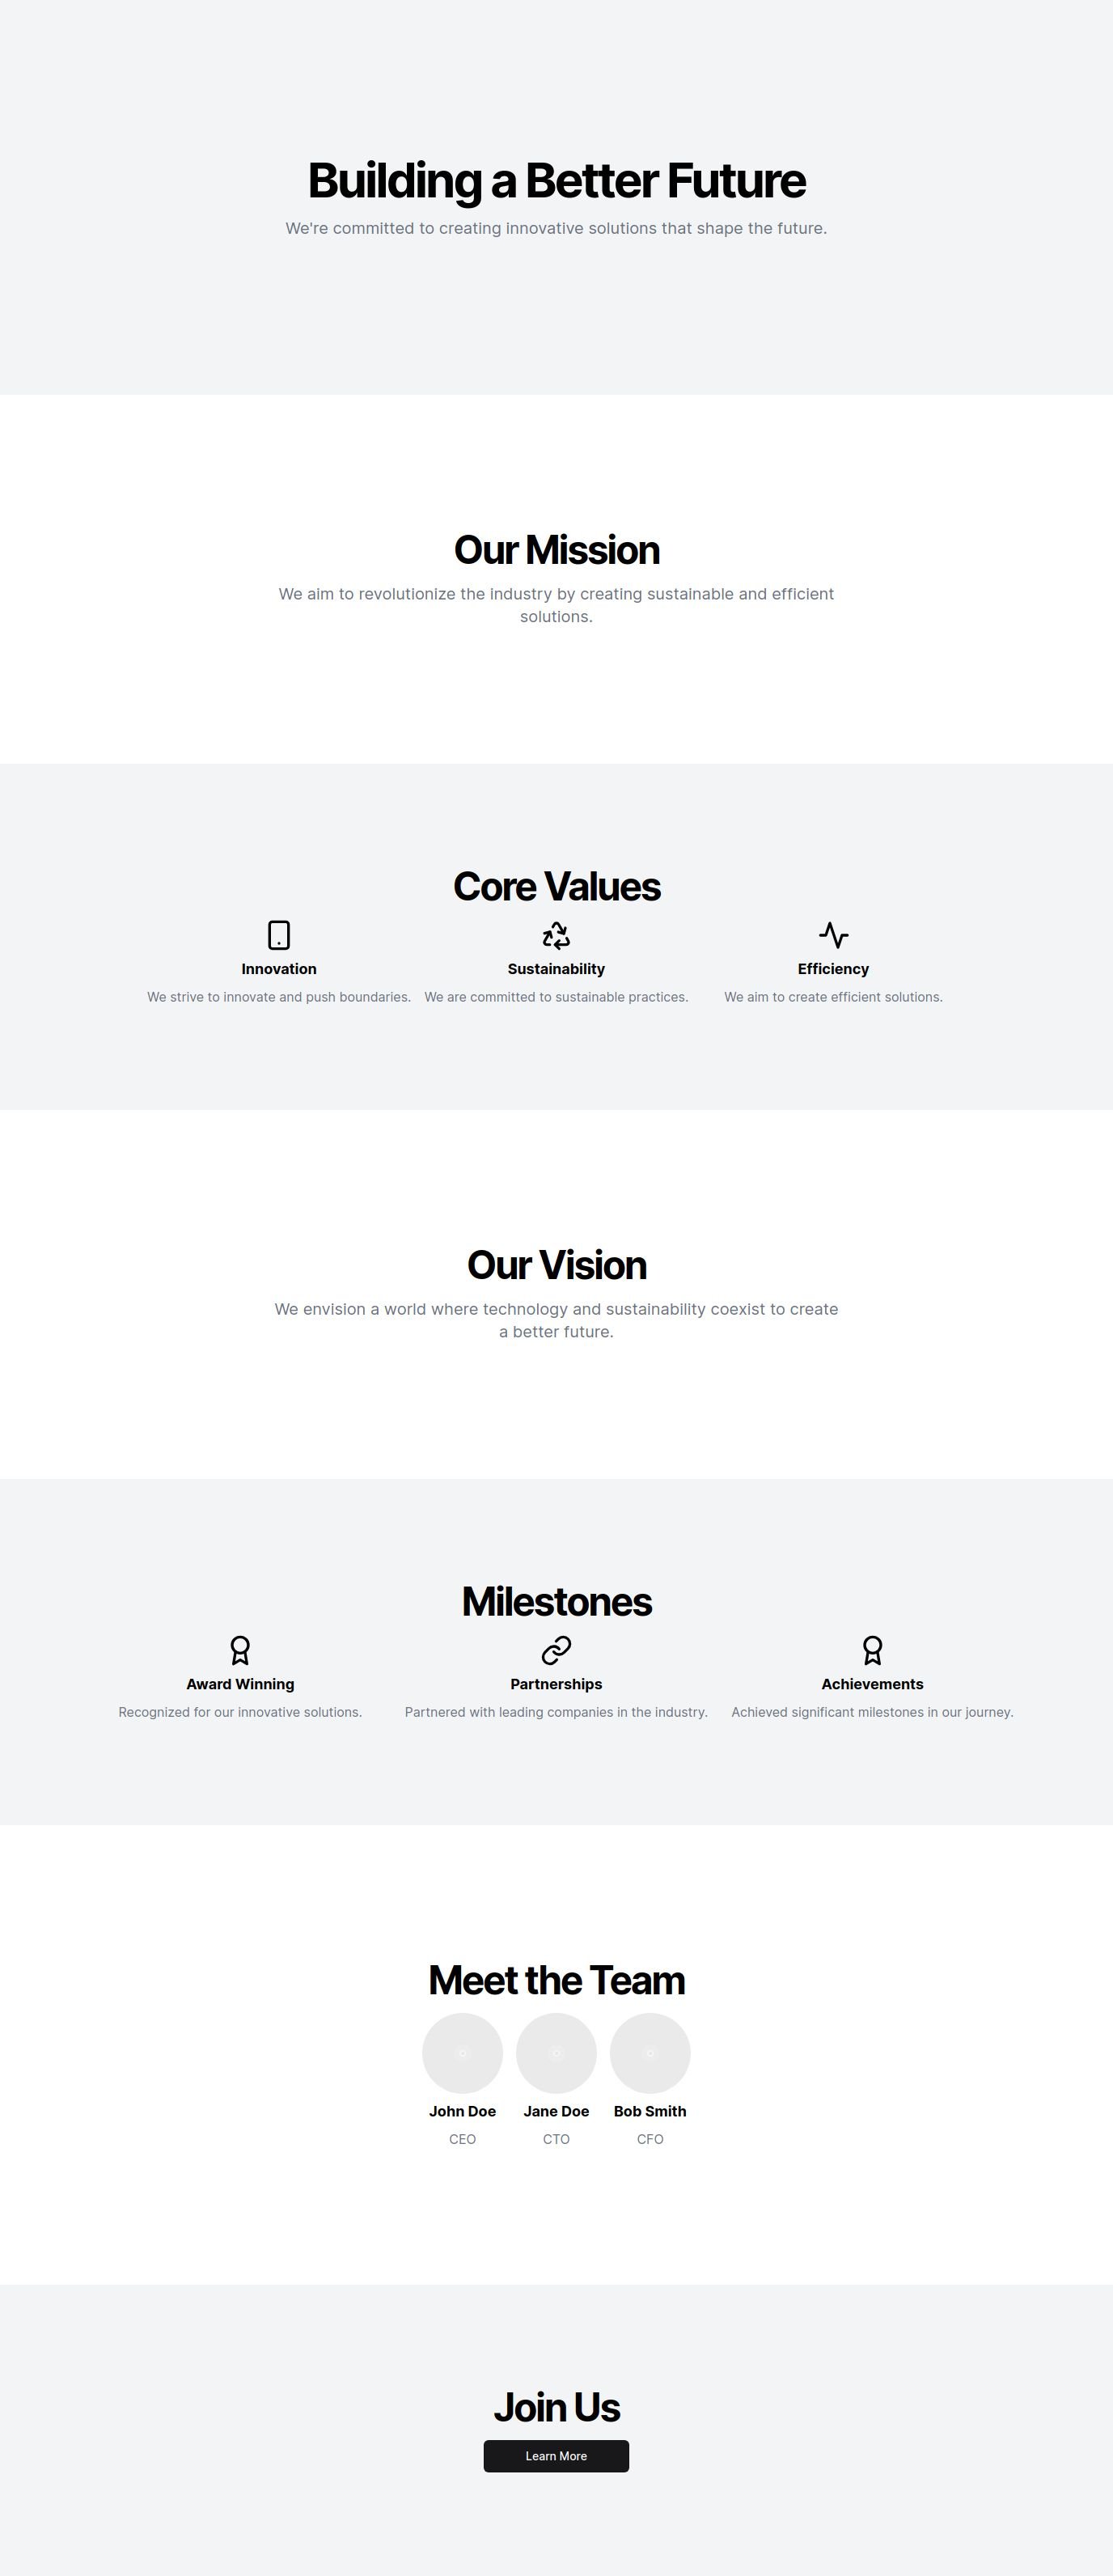 Building a Better Future
We're committed to creating innovative solutions that shape the future.
Our Mission
We aim to revolutionize the industry by creating sustainable and efficient
solutions.
Core Values
Innovation
We strive to innovate and push boundaries.
Sustainability
We are committed to sustainable practices.
Efficiency
We aim to create efficient solutions.
Our Vision
We envision a world where technology and sustainability coexist to create
a better future.
Milestones
Award Winning
Recognized for our innovative solutions.
Partnerships
Partnered with leading companies in the industry.
Achievements
Achieved significant milestones in our journey.
Meet the Team
John Doe
CEO
Jane Doe
CTO
Bob Smith
CFO
Join Us
Learn More